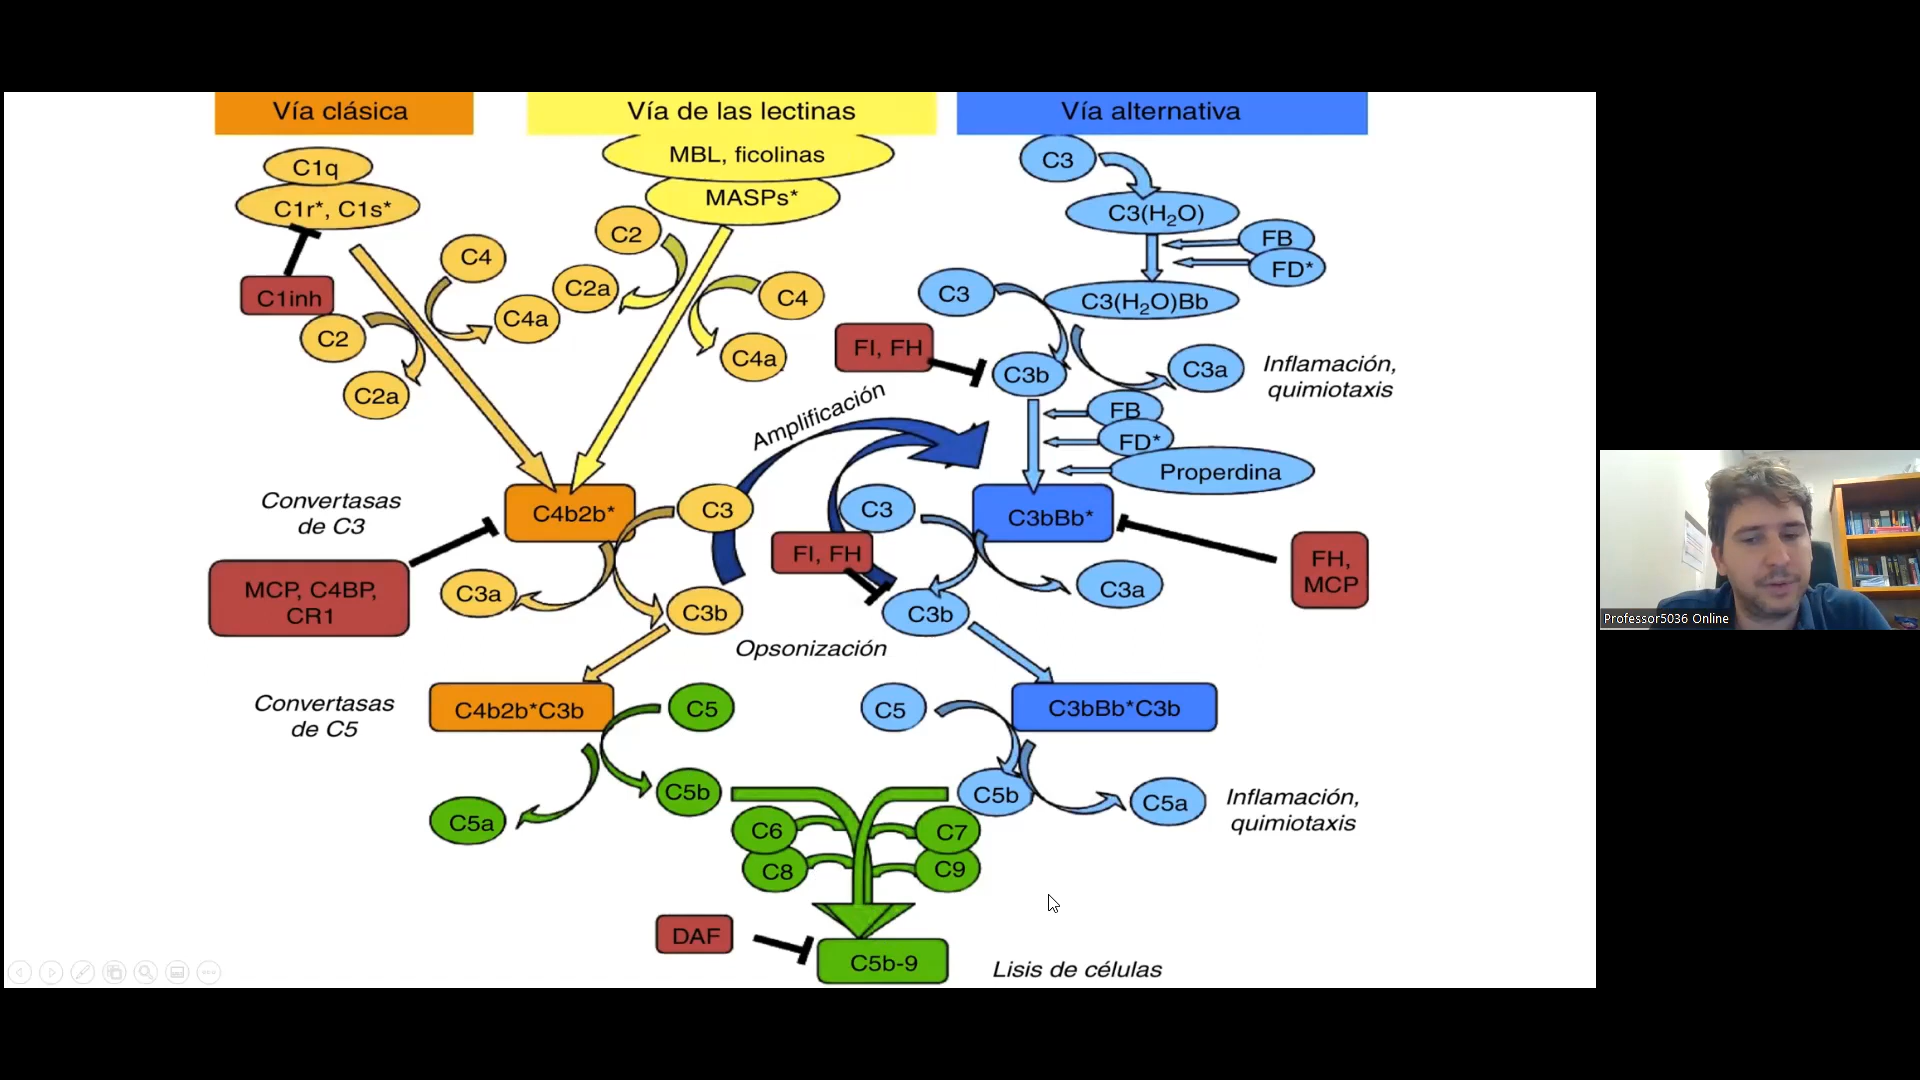 Vía clásica
Vía de las lectinas
Vía alternativa
C1q
C1r*, C1s*
C1inh
C2
C2a
C4
C4a
MBL, ficolinas
MASPs*
C2
C2a
C4
C4a
C3
C3(H₂O)
FB
FD*
C3(H₂O)Bb
C3
FI, FH
C3b
C3a
Inflamación,
quimiotaxis
FB
FD*
Properdina
Amplificación
Convertasas
de C3
C4b2b*
C3
MCP, C4BP,
CR1
C3a
C3b
C3
C3bBb*
FI, FH
C3b
C3a
FH,
MCP
Opsonización
Convertasas
de C5
C4b2b*C3b
C5
C5a
C5b
C5
C3bBb*C3b
C5b
C5a
Inflamación,
quimiotaxis
C6
C7
C8
C9
DAF
C5b-9
Lisis de células
Professor5036 Online